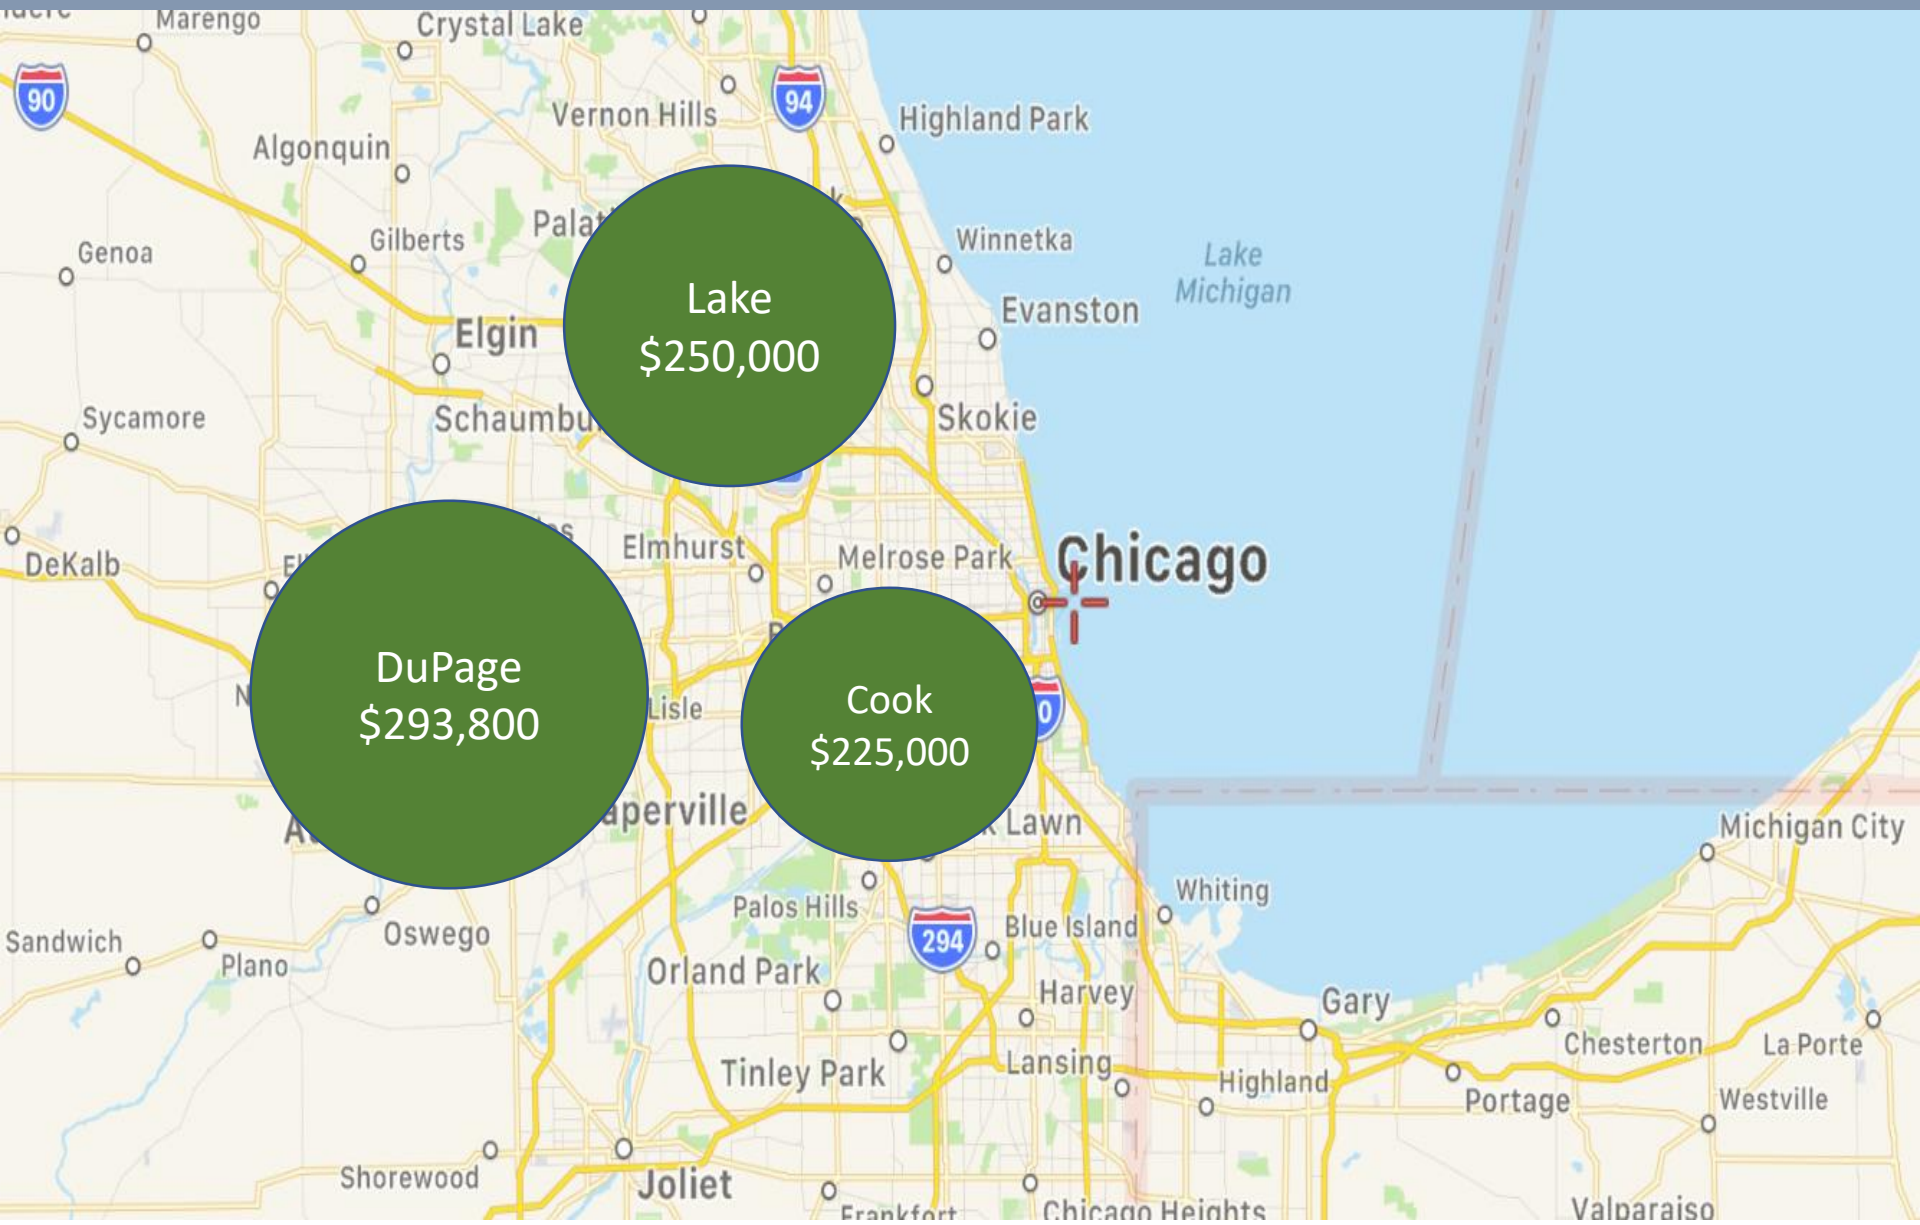 Marengo
Crystal Lake
90
94
Vernon Hills
Highland Park
Algonquin
Genoa
Gilberts
Winnetka
Lake
Michigan
Lake
$250,000
Evanston
Elgin
Sycamore
Skokie
DeKalb
Elmhurst
Melrose Park
Chicago
DuPage
$293,800
Lisle
Cook
$225,000
Lawn
Michigan City
Palos Hills
Whiting
Sandwich
Plano
Oswego
294
Blue Island
Orland Park
Harvey
Gary
Chesterton
La Porte
Tinley Park
Lansing
Highland
Portage
Westville
Shorewood
Joliet
Frankfort
Chicago Heights
Valparaiso